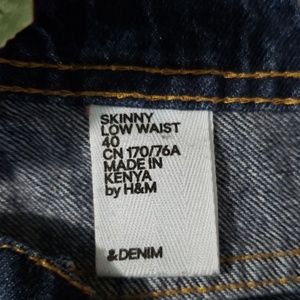 SKINNY
LOW WAIST
40
CN 170/76A
MADE IN
KENYA
by H&M
&DENIM